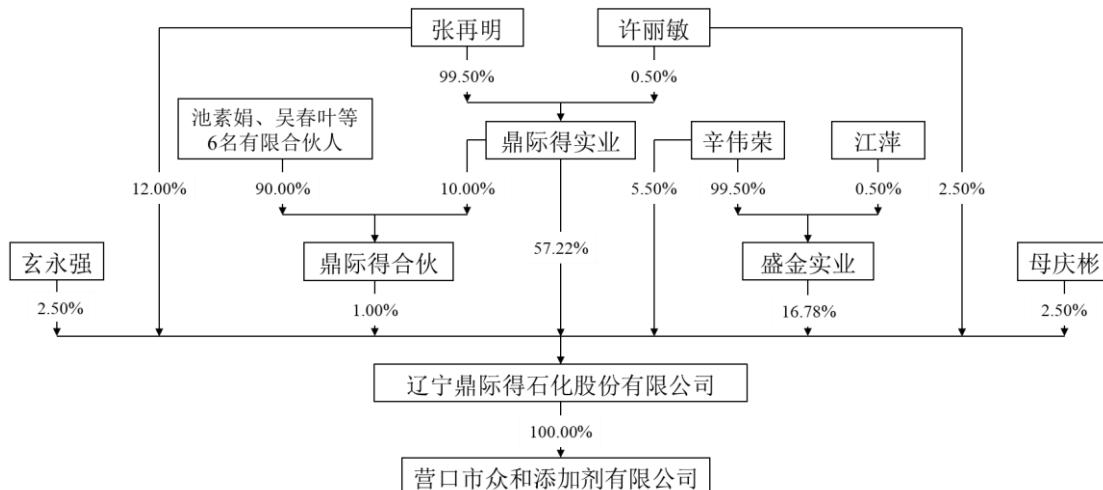 张再明
许丽敏
99.50%
0.50%
池素娟、吴春叶等
6名有限合伙人
鼎际得实业
辛伟荣
江萍
12.00%
90.00%
10.00%
5.50%
99.50%
0.50%
2.50%
57.22%
玄永强
鼎际得合伙
盛金实业
母庆彬
2.50%
1.00%
16.78%
2.50%
辽宁鼎际得石化股份有限公司
100.00%
营口市众和添加剂有限公司